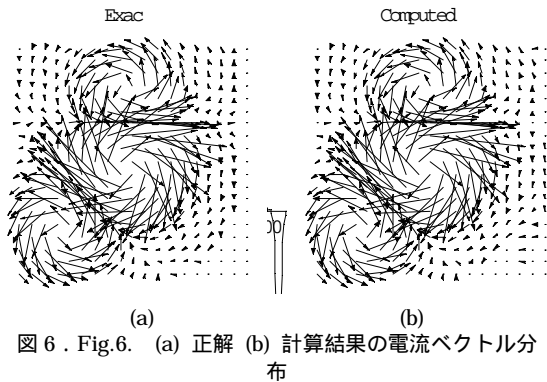 Exac
Computed
(a)
(b)
図 6 . Fig.6. (a) 正解 (b) 計算結果の電流ベクトル分
布